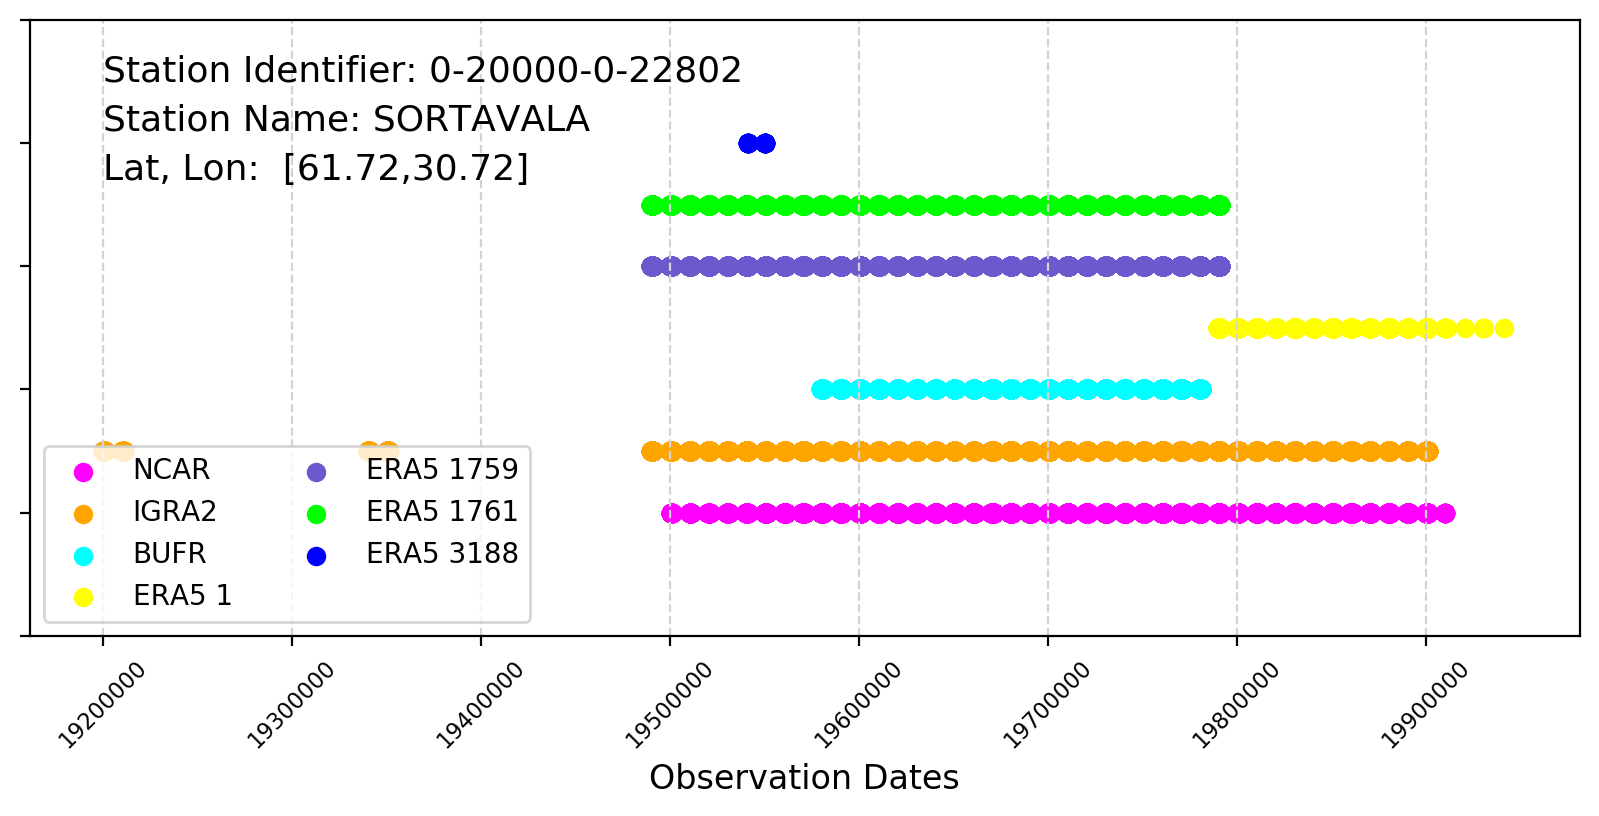 Station Identifier: 0-20000-0-22802
Station Name: SORTAVALA
Lat, Lon:  [61.72,30.72]
NCAR
IGRA2
BUFR
ERA5 1
ERA5 1759
ERA5 1761
ERA5 3188
19200000
19300000
19400000
19500000
19600000
19700000
19800000
19900000
Observation Dates